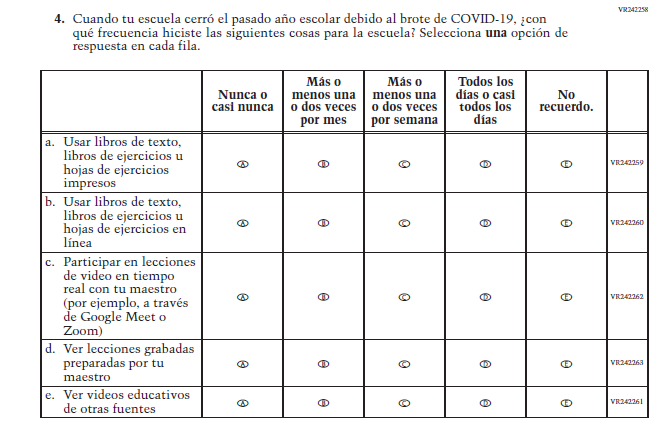 VR242258
4. Cuando tu escuela cerró el pasado año escolar debido al brote de COVID-19, ¿con
qué frecuencia hiciste las siguientes cosas para la escuela? Selecciona una opción de
respuesta en cada fila.
Nunca o
casi nunca
Más o
menos una
o dos veces
por mes
Más o
menos una
o dos veces
por semana
Todos los
días o casi
todos los
días
No
recuerdo.
a. Usar libros de texto,
libros de ejercicios u
hojas de ejercicios
impresos
A B C D E VR242259
b. Usar libros de texto,
libros de ejercicios u
hojas de ejercicios en
línea
A B C D E VR242260
c. Participar en lecciones
de video en tiempo
real con tu maestro
(por ejemplo, a través
de Google Meet o
Zoom)
A B C D E VR242262
d. Ver lecciones grabadas
preparadas por tu
maestro
A B C D E VR242263
e. Ver videos educativos
de otras fuentes
A B C D E VR242261